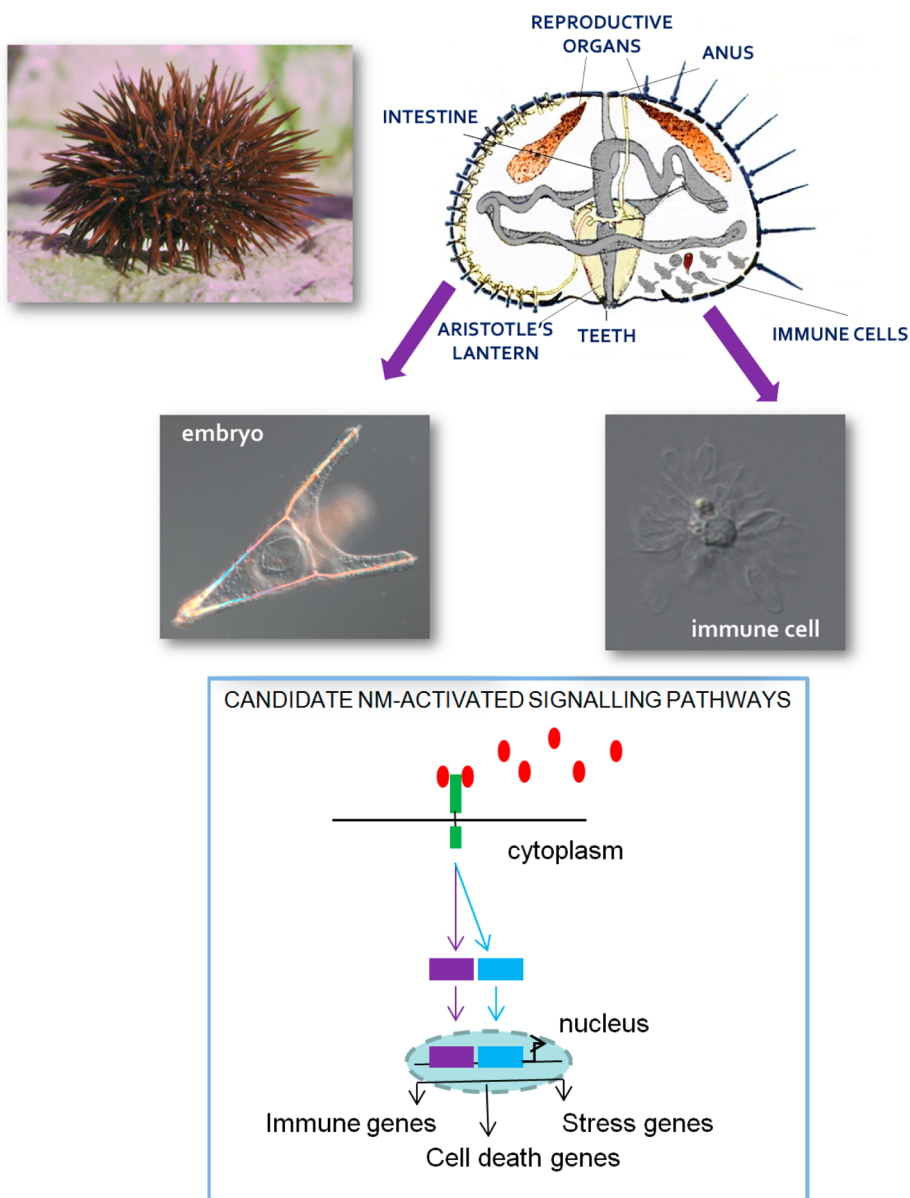 REPRODUCTIVE
ORGANS
ANUS
INTESTINE
ARISTOTLE'S
LANTERN
TEETH
IMMUNE CELLS
embryo
immune cell
CANDIDATE NM-ACTIVATED SIGNALLING PATHWAYS
cytoplasm
nucleus
Immune genes
Stress genes
Cell death genes